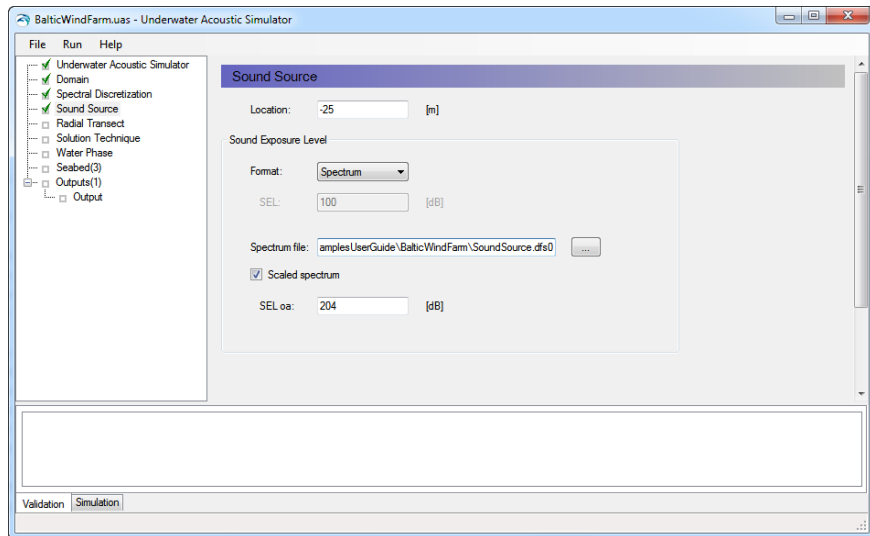 BalticWindFarm.uas - Underwater Acoustic Simulator
File Run Help
Underwater Acoustic Simulator
Domain
Spectral Discretization
Sound Source
Radial Transect
Solution Technique
Water Phase
Seabed(3)
Outputs(1)
Output
Sound Source
Location: -25 [m]
Sound Exposure Level
Format: Spectrum
SEL: 100 [dB]
Spectrum file: amplesUserGuide\BalticWindFarm\SoundSource.dfs0 ...
Scaled spectrum
SEL oa: 204 [dB]
Validation Simulation